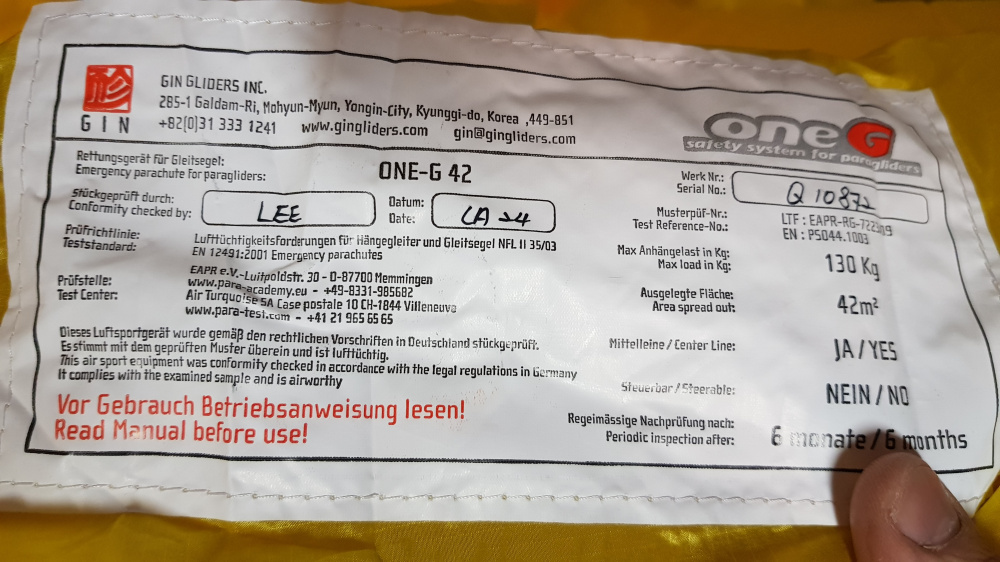 GIN
GIN GLIDERS INC.
285-1 Galdam-Ri, Mohyun-Myun, Yongin-City, Kyunggi-do, Korea ,449-851
+82(0)31 333 1241 www.gingliders.com gin@gingliders.com
one G
safety system for paragliders
Rettungsgerät für Gleitsegel:
Emergency parachute for paragliders:
ONE-G 42
Werk Nr.:
Serial No.:
Q 10872
Stückgeprüft durch:
Conformity checked by:
LEE
Datum:
Date:
24
Musterpüf-Nr.:
Test Reference-No.:
LTF : EAPR-RG-
EN : PS044.1003
Prüfrichtlinie:
Teststandard:
Lufttüchtigkeitsforderungen für Hängegleiter und Gleitsegel NFL II 35/03
EN 12491:2001 Emergency parachutes
Max Anhängelast in Kg:
Max load in Kg:
130 Kg
Prüfstelle:
Test Center:
EAPR e.V.-Luitpoldstr. 30 - D-87700 Memmingen
www.para-academy.eu - +49-8331-985682
Air Turquoise SA Case postale 10 CH-1844 Villeneuve
www.para-test.com - +41 21 965 65 65
Ausgelegte Fläche:
Area spread out:
42m²
Dieses Luftsportgerät wurde gemäß den rechtlichen Vorschriften in Deutschland stückgeprüft.
Es stimmt mit dem geprüften Muster überein und ist lufttüchtig.
This air sport equipment was conformity checked in accordance with the legal regulations in Germany
It complies with the examined sample and is airworthy
Mittelleine / Center Line:
JA / YES
Steuerbar / Steerable:
NEIN / NO
Vor Gebrauch Betriebsanweisung lesen!
Read Manual before use!
Regeimässige Nachprüfung nach:
Periodic inspection after:
6 monate / 6 months